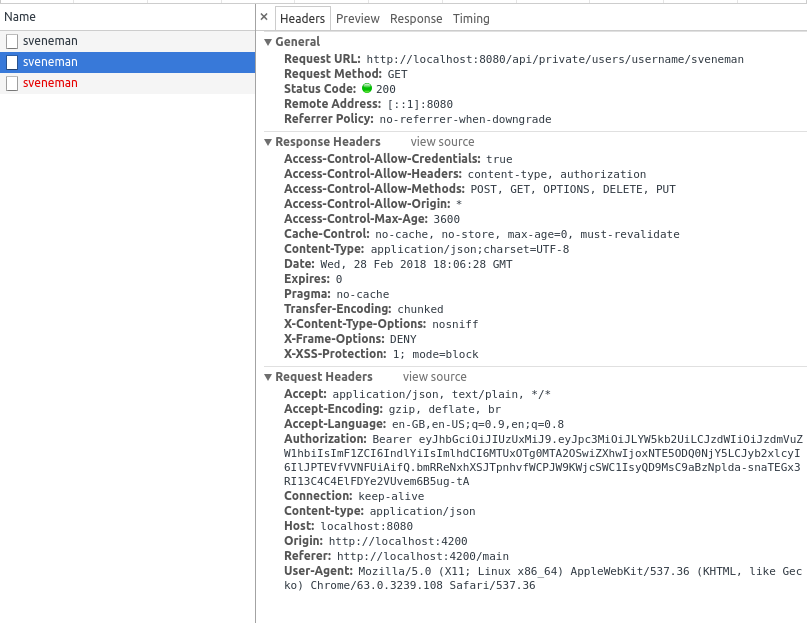 Name
sveneman
sveneman
sveneman
× Headers Preview Response Timing
▼ General
Request URL: http://localhost:8080/api/private/users/username/sveneman
Request Method: GET
Status Code: 200
Remote Address: [::1]:8080
Referrer Policy: no-referrer-when-downgrade
▼ Response Headers view source
Access-Control-Allow-Credentials: true
Access-Control-Allow-Headers: content-type, authorization
Access-Control-Allow-Methods: POST, GET, OPTIONS, DELETE, PUT
Access-Control-Allow-Origin: *
Access-Control-Max-Age: 3600
Cache-Control: no-cache, no-store, max-age=0, must-revalidate
Content-Type: application/json;charset=UTF-8
Date: Wed, 28 Feb 2018 18:06:28 GMT
Expires: 0
Pragma: no-cache
Transfer-Encoding: chunked
X-Content-Type-Options: nosniff
X-Frame-Options: DENY
X-XSS-Protection: 1; mode=block
▼ Request Headers view source
Accept: application/json, text/plain, */*
Accept-Encoding: gzip, deflate, br
Accept-Language: en-GB,en-US;q=0.9,en;q=0.8
Authorization: Bearer eyJhbGciOiJIUzUxMiJ9.eyJpc3MiOiJLYW5kb2UiLCJzdWIiOiJzdmVuZ
W1hbiIsImF1ZCI6IndlYiIsImlhdCI6MTUxOTg0MTA2OSwiZXhwIjoxNTE5ODQ0NjY5LCJyb2xlcyI
6IlJPTEVfVVNFUiAifQ.bmRReNxhXSJTpnhvfWCPJW9KWjcSWC1IsyQD9MsC9aBzNplda-snaTEGx3
RI13C4C4ElFDYe2VUvem6B5ug-tA
Connection: keep-alive
Content-type: application/json
Host: localhost:8080
Origin: http://localhost:4200
Referer: http://localhost:4200/main
User-Agent: Mozilla/5.0 (X11; Linux x86_64) AppleWebKit/537.36 (KHTML, like Gec
ko) Chrome/63.0.3239.108 Safari/537.36